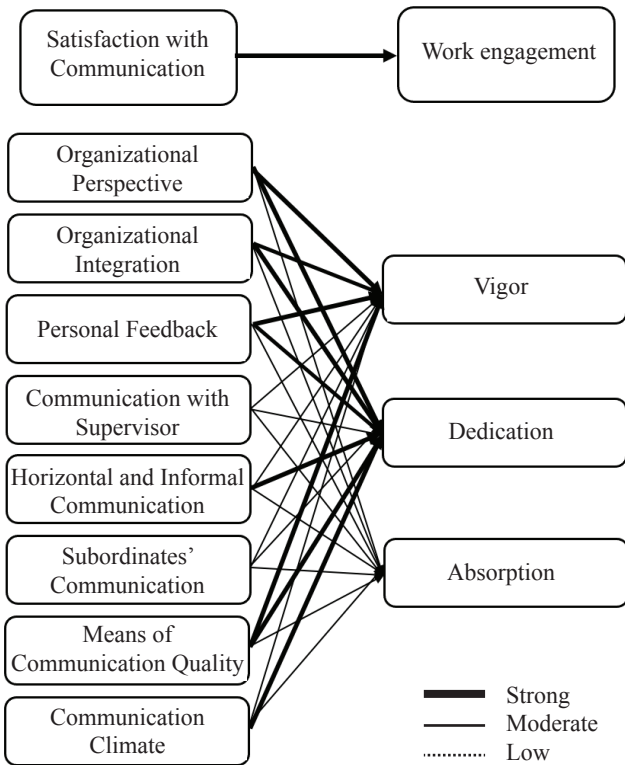 Satisfaction with
Communication
Work engagement
Organizational
Perspective
Organizational
Integration
Personal Feedback
Communication with
Supervisor
Horizontal and Informal
Communication
Subordinates’
Communication
Means of
Communication Quality
Communication
Climate
Vigor
Dedication
Absorption
Strong
Moderate
Low